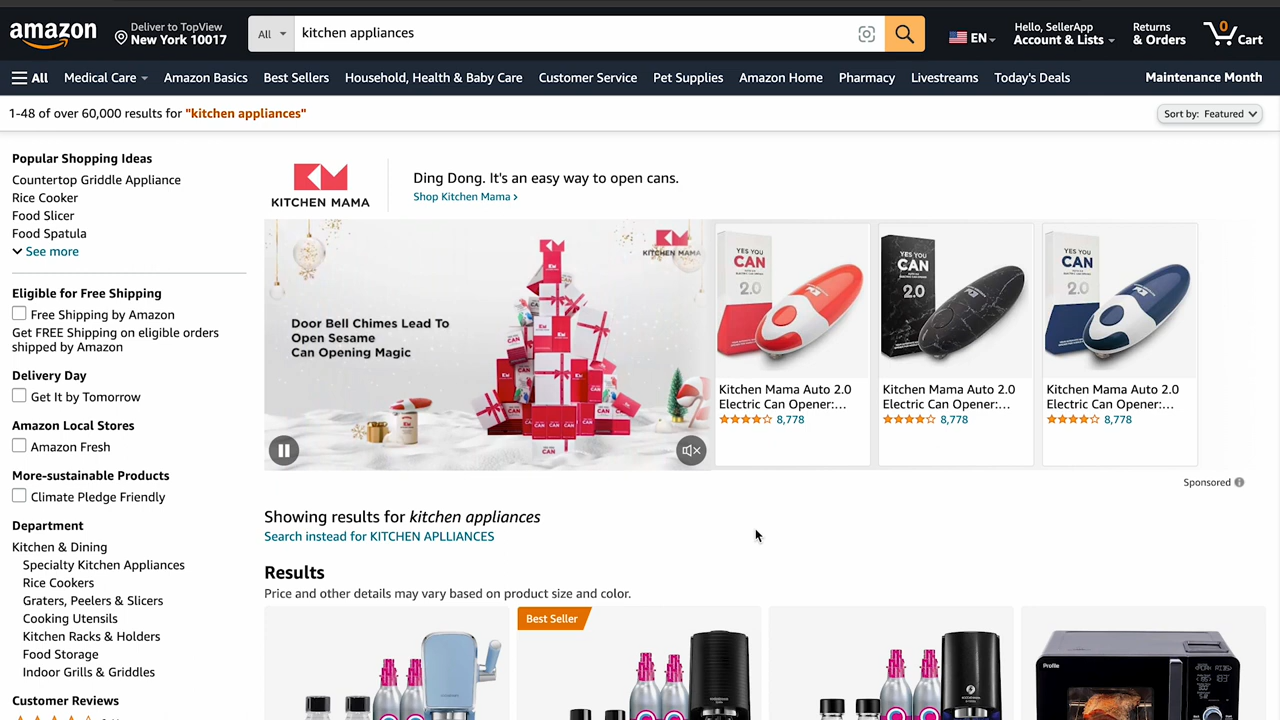 amazon
Deliver to TopView
New York 10017
All
kitchen appliances
EN
Hello, SellerApp
Account & Lists
Returns
& Orders
0
Cart
All
Medical Care
Amazon Basics
Best Sellers
Household, Health & Baby Care
Customer Service
Pet Supplies
Amazon Home
Pharmacy
Livestreams
Today's Deals
Maintenance Month
1-48 of over 60,000 results for "kitchen appliances"
Sort by: Featured
Popular Shopping Ideas
Countertop Griddle Appliance
Rice Cooker
Food Slicer
Food Spatula
See more
Eligible for Free Shipping
Free Shipping by Amazon
Get FREE Shipping on eligible orders
shipped by Amazon
Delivery Day
Get It by Tomorrow
Amazon Local Stores
Amazon Fresh
More-sustainable Products
Climate Pledge Friendly
Department
Kitchen & Dining
Specialty Kitchen Appliances
Rice Cookers
Graters, Peelers & Slicers
Cooking Utensils
Kitchen Racks & Holders
Food Storage
Indoor Grills & Griddles
Customer Reviews
KM
KITCHEN MAMA
Ding Dong. It's an easy way to open cans.
Shop Kitchen Mama ›
KITCHEN MAMA
Door Bell Chimes Lead To
Open Sesame
Can Opening Magic
YES YOU
CAN
2.0
Kitchen Mama Auto 2.0
Electric Can Opener:...
8,778
YES YOU
CAN
2.0
Kitchen Mama Auto 2.0
Electric Can Opener:...
8,778
YES YOU
CAN
2.0
Kitchen Mama Auto 2.0
Electric Can Opener:...
8,778
Sponsored
Showing results for kitchen appliances
Search instead for KITCHEN APLLIANCES
Results
Price and other details may vary based on product size and color.
Best Seller
Profile